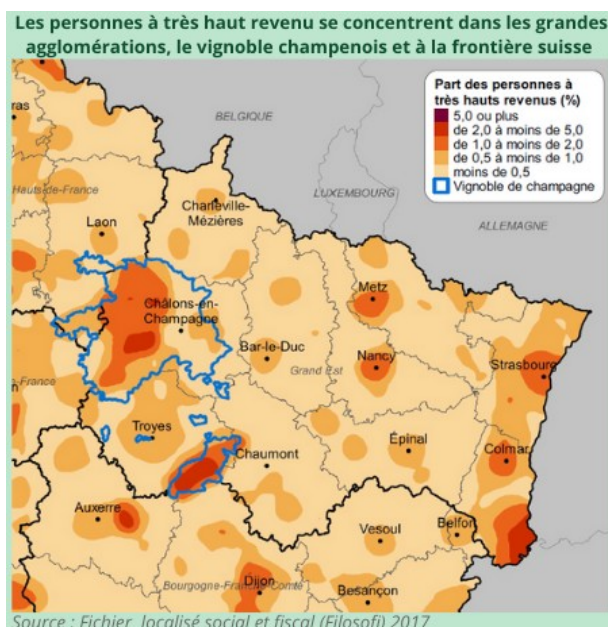 Les personnes à très haut revenu se concentrent dans les grandes
agglomérations, le vignoble champenois et à la frontière suisse
Part des personnes à
très hauts revenus (%)
5,0 ou plus
de 2,0 à moins de 5,0
de 1,0 à moins de 2,0
de 0,5 à moins de 1,0
moins de 0,5
Vignoble de champagne
BELGIQUE
ras
Hauts-de-France
Charleville-
Mézières
LUXEMBOURG
ALLEMAGNE
Laon
Metz
Châlons-en-
Champagne
Bar-le-Duc
Nancy
Strasbourg
Grand Est
e-France
n
Troyes
Chaumont
Épinal
Colmar
Auxerre
Vesoul
Belfor
Bourgogne-Franche-Comté
Dijon
Besançon
Source : Fichier localisé social et fiscal (Filosofi) 2017